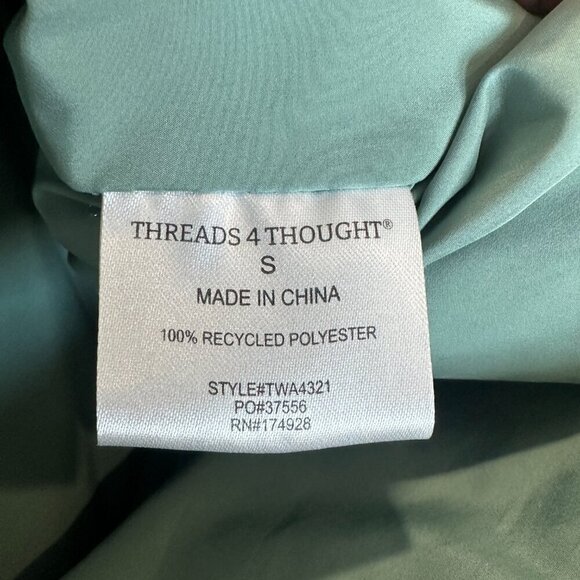 THREADS 4 THOUGHT®
S
MADE IN CHINA
100% RECYCLED POLYESTER
STYLE#TWA4321
PO#37556
RN#174928